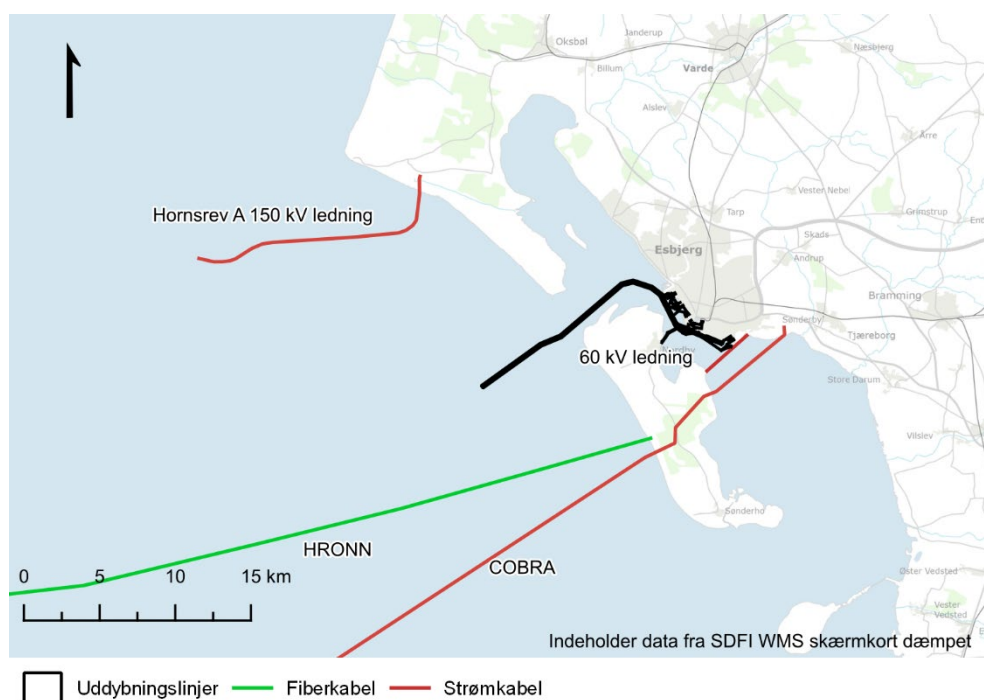 Oksbøl
Janderup
Næsbjerg
Billum
Varde
Alslev
Årre
Hornsrev A 150 kV ledning
Vester Nebel
Tarp
Grimstrup
Skads
Esbjerg
Andrup
Bramming
Sønderby
Tjæreborg
Nordby
60 kV ledning
Store Darum
Vilslev
Sønderho
HRONN
COBRA
0 5 10 15 km
Øster Vedsted
Vester
Vedsted
Indeholder data fra SDFI WMS skærmkort dæmpet
Uddybningslinjer Fiberkabel Strømkabel